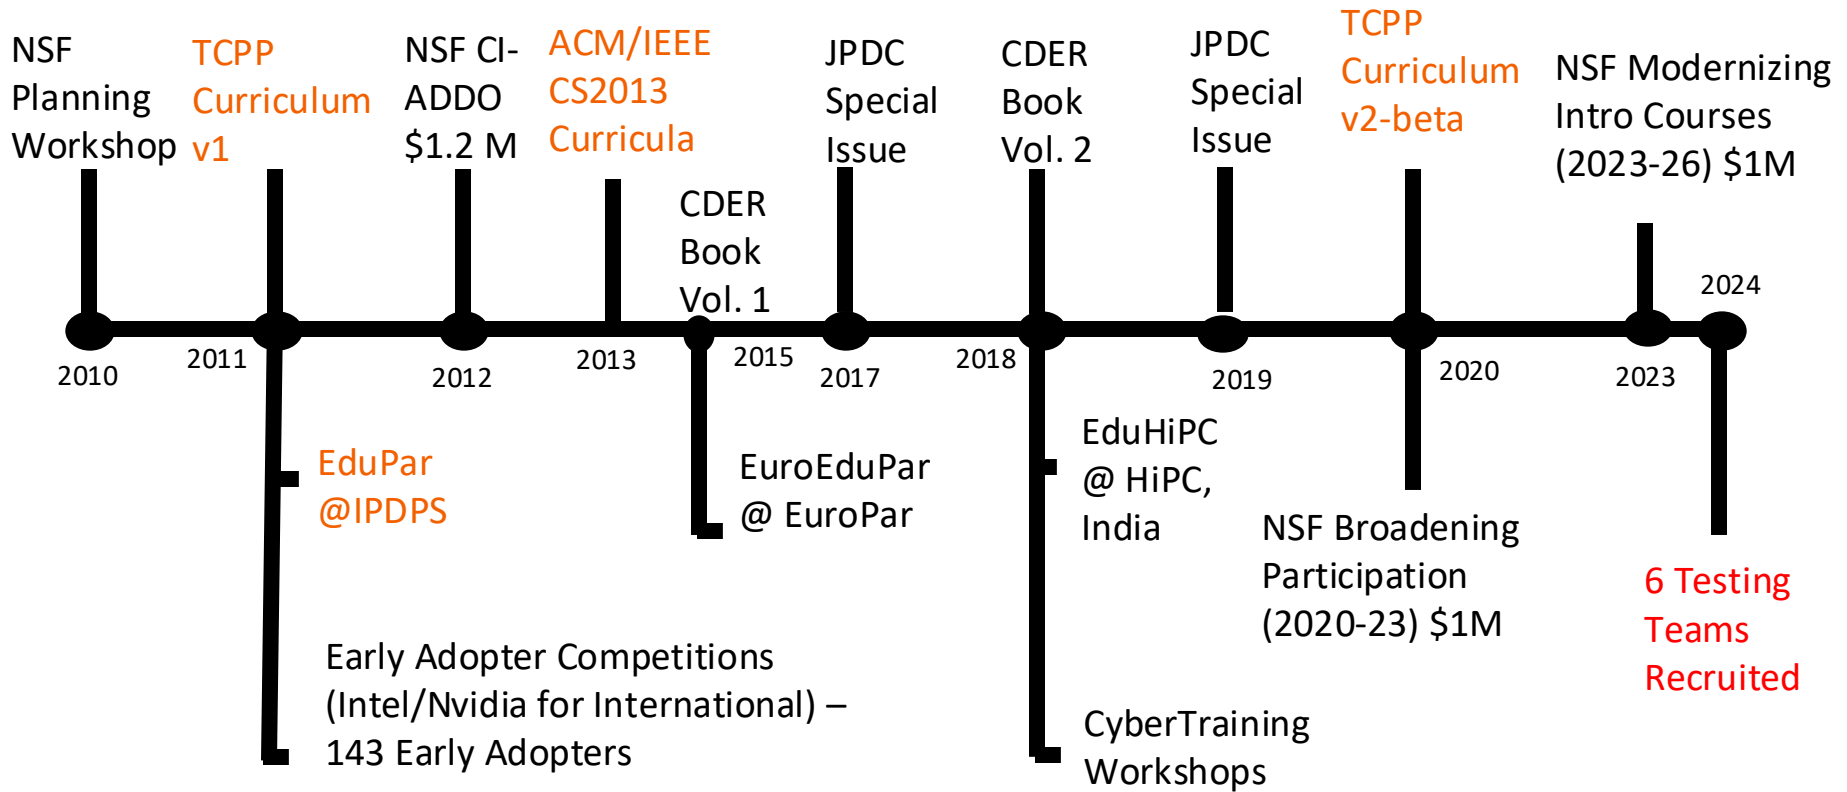 NSF
Planning
Workshop
TCPP
Curriculum
v1
NSF CI-
ADDO
$1.2 M
ACM/IEEE
CS2013
Curricula
CDER
Book
Vol. 1
JPDC
Special
Issue
CDER
Book
Vol. 2
JPDC
Special
Issue
TCPP
Curriculum
v2-beta
NSF Modernizing
Intro Courses
(2023-26) $1M
2010
2011
2012
2013
2015
2017
2018
2019
2020
2023
2024
EduPar
@IPDPS
Early Adopter Competitions
(Intel/Nvidia for International) –
143 Early Adopters
EuroEduPar
@ EuroPar
EduHiPC
@ HiPC,
India
CyberTraining
Workshops
NSF Broadening
Participation
(2020-23) $1M
6 Testing
Teams
Recruited